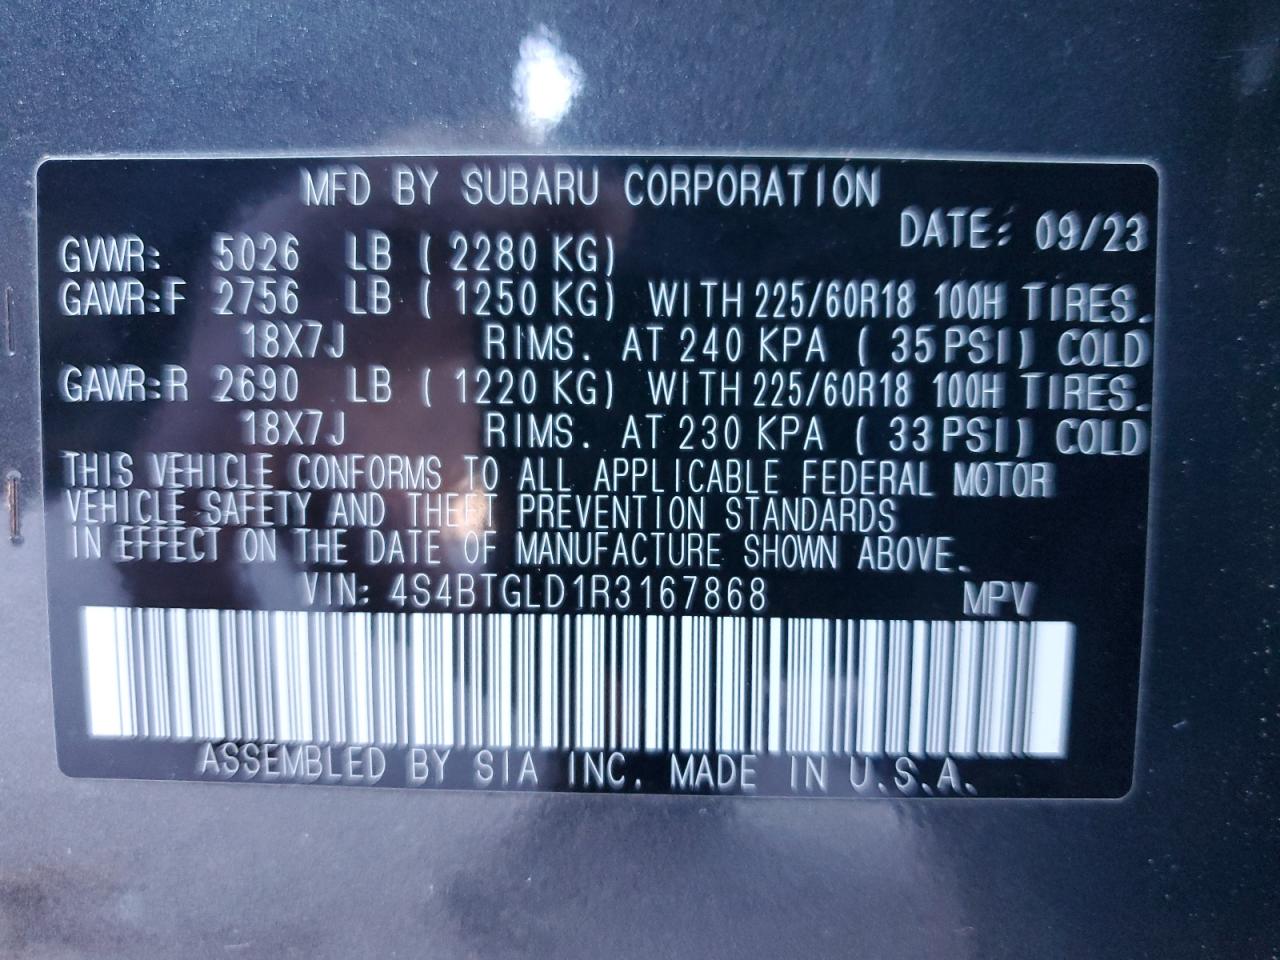 MFD BY SUBARU CORPORATION
DATE: 09/23
GVWR: 5026 LB ( 2280 KG)
GAWR:F 2756 LB ( 1250 KG) WITH 225/60R18 100H TIRES.
18X7J RIMS. AT 240 KPA ( 35 PSI) COLD
GAWR:R 2690 LB ( 1220 KG) WITH 225/60R18 100H TIRES.
18X7J RIMS. AT 230 KPA ( 33 PSI) COLD
THIS VEHICLE CONFORMS TO ALL APPLICABLE FEDERAL MOTOR
VEHICLE SAFETY AND THEFT PREVENTION STANDARDS
IN EFFECT ON THE DATE OF MANUFACTURE SHOWN ABOVE.
VIN: 4S4BTGLD1R3167868 MPV
ASSEMBLED BY SIA INC. MADE IN U.S.A.